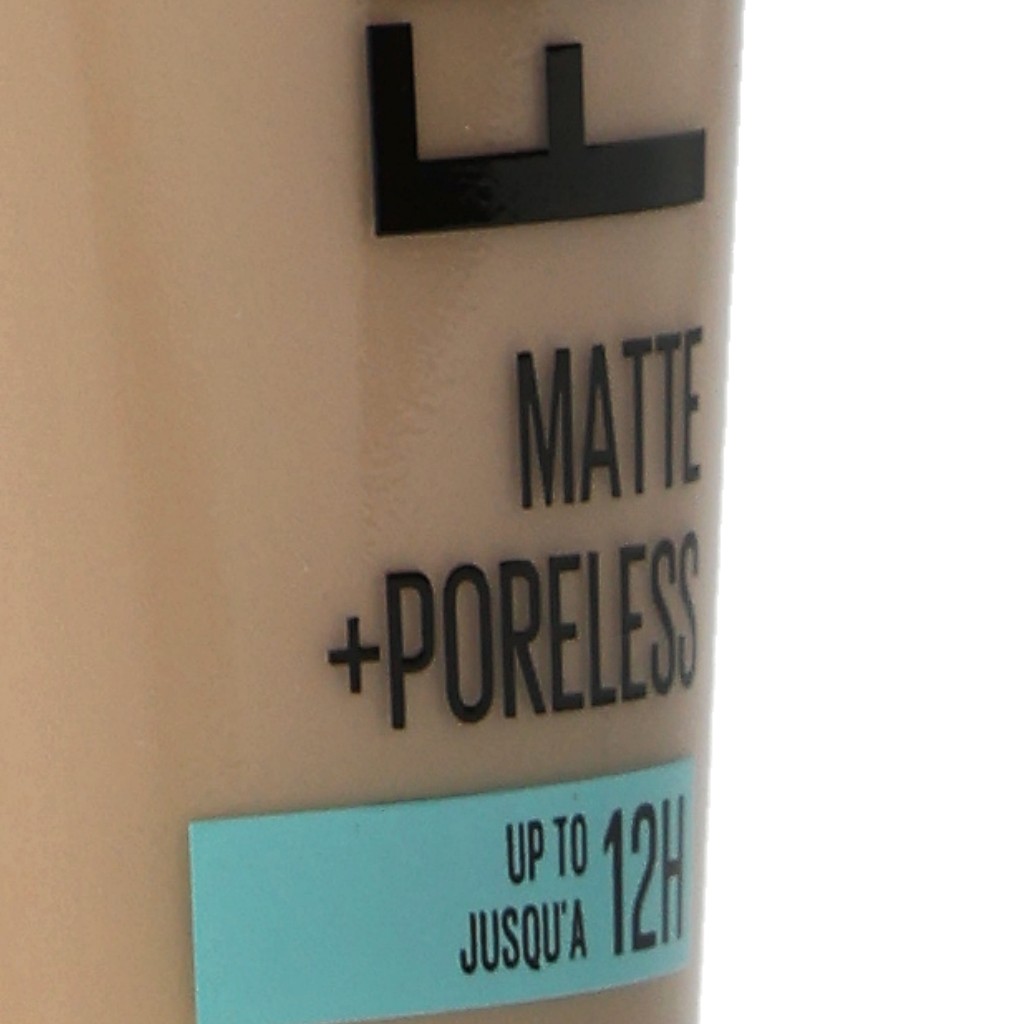 F
MATTE
+PORELESS
UP TO 12H
JUSQU'A